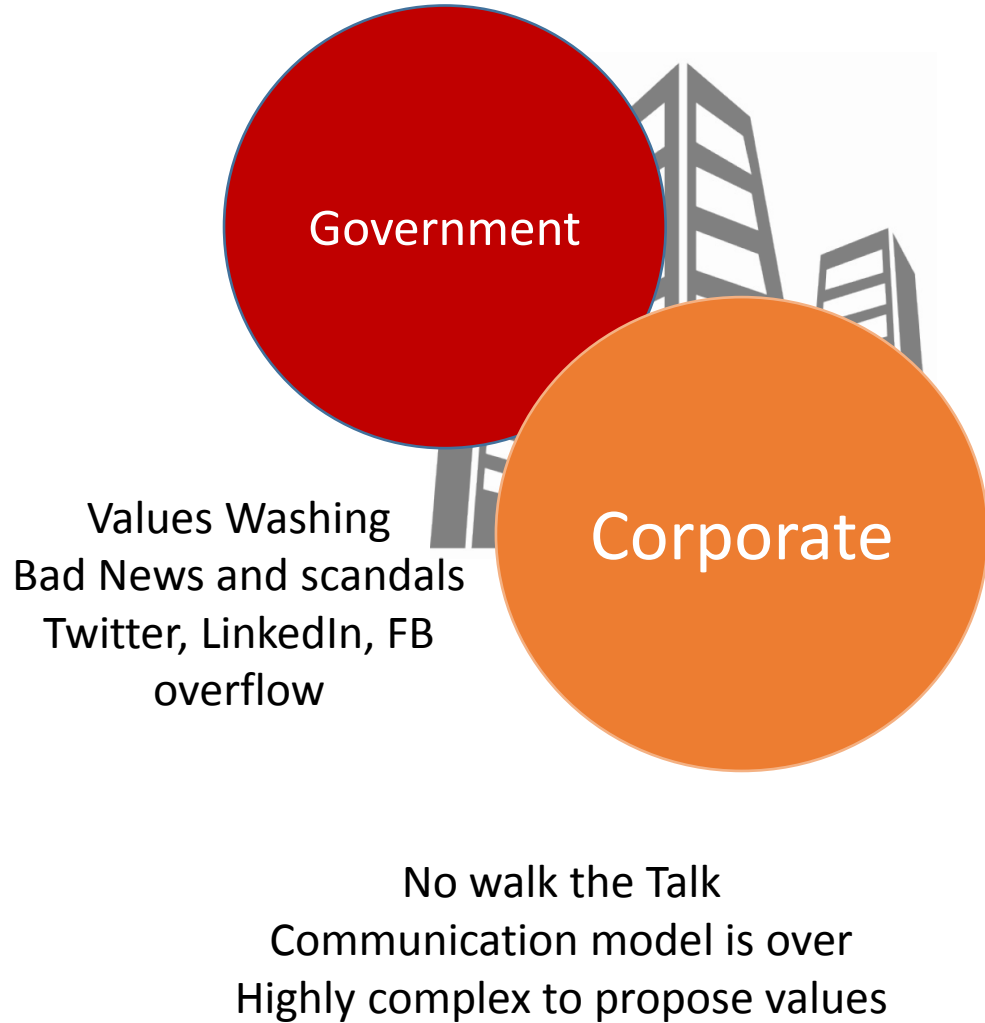 Government
Corporate
Values Washing
Bad News and scandals
Twitter, LinkedIn, FB
overflow
No walk the Talk
Communication model is over
Highly complex to propose values